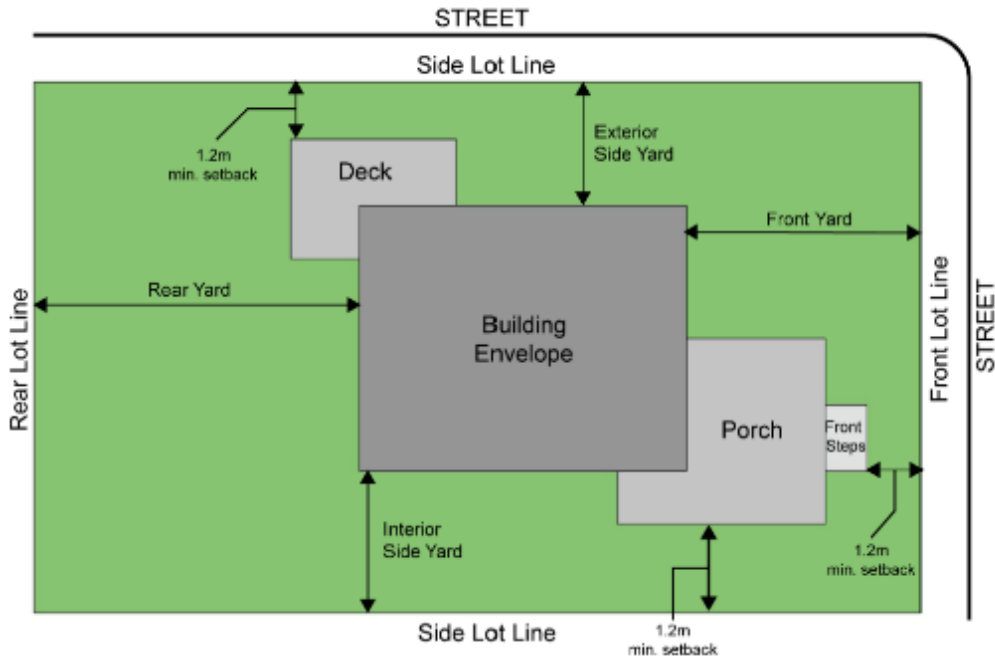 STREET
Side Lot Line
1.2m
min. setback
Deck
Exterior
Side Yard
Front Yard
Rear Yard
Building
Envelope
Rear Lot Line
Front Lot Line
STREET
Porch
Front
Steps
Interior
Side Yard
1.2m
min. setback
Side Lot Line
1.2m
min. setback